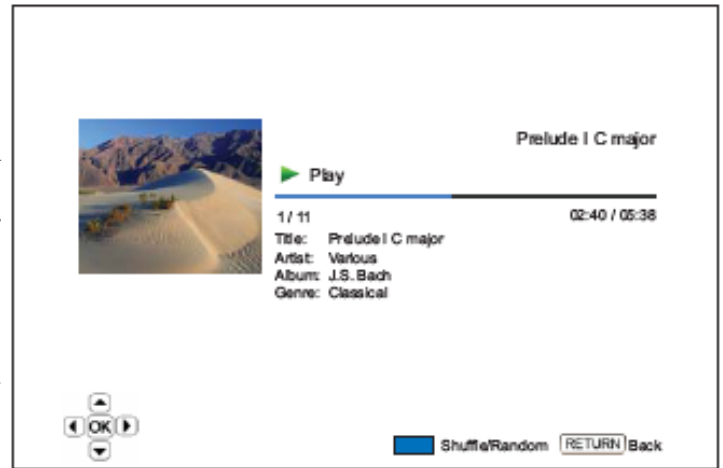 Prelude I C major
Play
1 / 11
02:40 / 05:38
Title: Prelude I C major
Artist: Various
Album: J.S. Bach
Genre: Classical
OK
Shuffle/Random RETURN Back